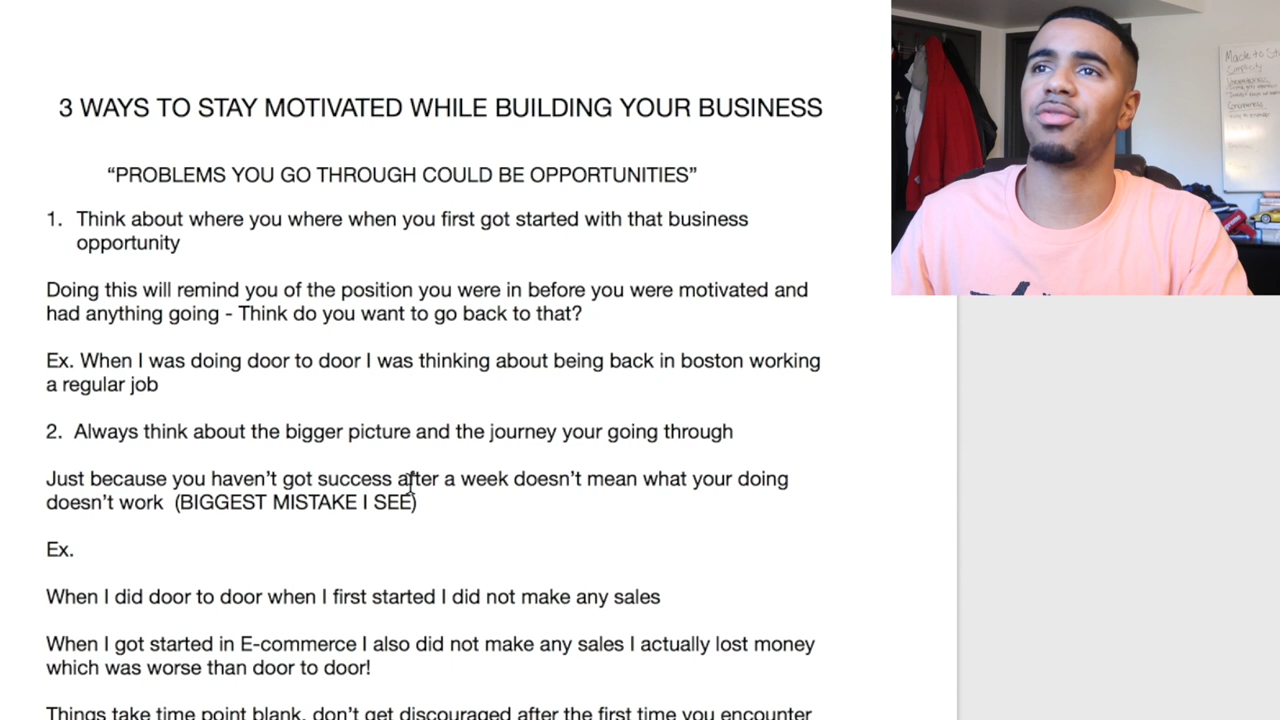 3 WAYS TO STAY MOTIVATED WHILE BUILDING YOUR BUSINESS
“PROBLEMS YOU GO THROUGH COULD BE OPPORTUNITIES”
1. Think about where you where when you first got started with that business
opportunity
Doing this will remind you of the position you were in before you were motivated and
had anything going - Think do you want to go back to that?
Ex. When I was doing door to door I was thinking about being back in boston working
a regular job
2. Always think about the bigger picture and the journey your going through
Just because you haven’t got success after a week doesn’t mean what your doing
doesn’t work (BIGGEST MISTAKE I SEE)
Ex.
When I did door to door when I first started I did not make any sales
When I got started in E-commerce I also did not make any sales I actually lost money
which was worse than door to door!
Things take time point blank, don’t get discouraged after the first time you encounter
Made to
Simplicity